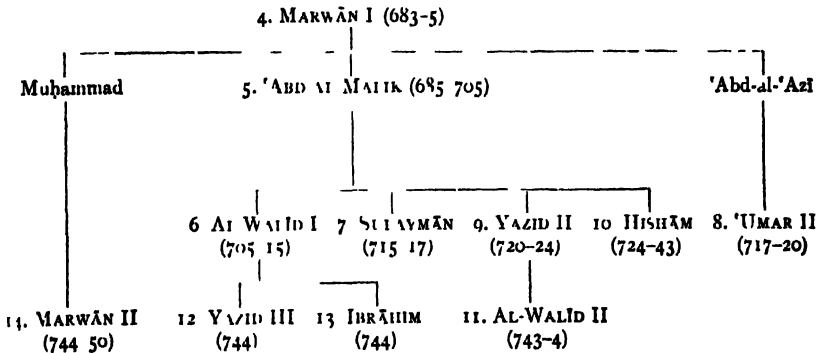 4. MARWĀN I (683-5)
Muḥammad 5. 'ABD AL MALIK (685 705) 'Abd-al-'Azī
6 AL WALĪD I 7 SULAYMĀN 9. YAZĪD II 10 HISHĀM 8. 'UMAR II
(705 15) (715 17) (720–24) (724-43) (717–20)
14. MARWĀN II 12 YAZĪD III 13 IBRĀHĪM 11. AL-WALĪD II
(744 50) (744) (744) (743-4)